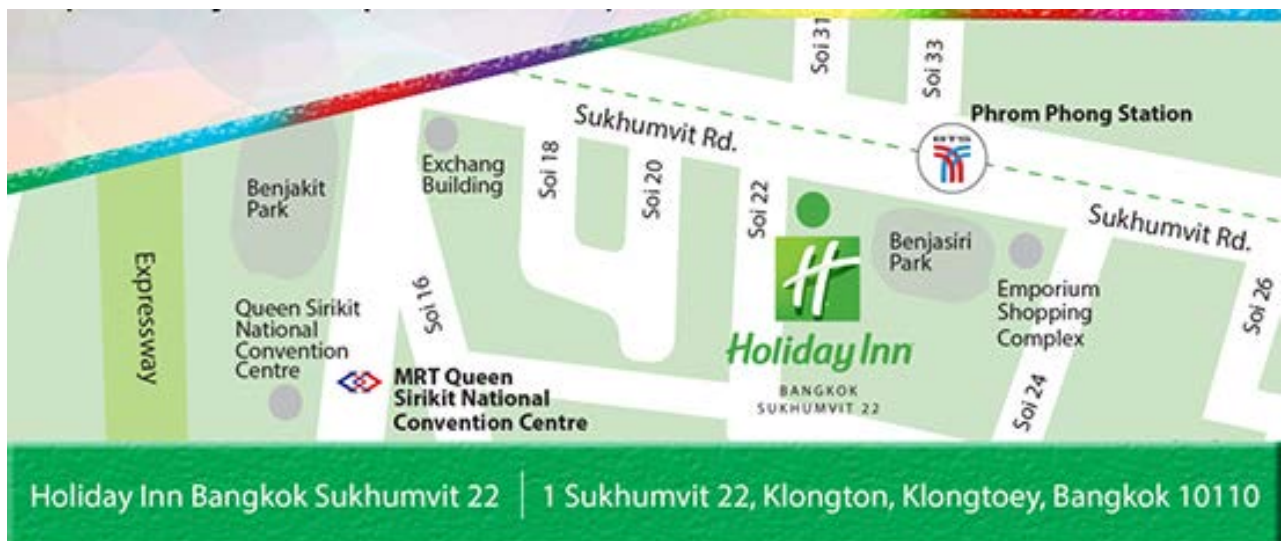 Soi 31
Soi 33
Phrom Phong Station
BTS
Sukhumvit Rd.
Exchang
Building
Soi 18
Soi 20
Soi 22
Benjakit
Park
Benjasiri
Park
Sukhumvit Rd.
Expressway
Soi 16
Queen Sirikit
National
Convention
Centre
Emporium
Shopping
Complex
Soi 26
H
Holiday Inn
BANGKOK
SUKHUMVIT 22
MRT Queen
Sirikit National
Convention Centre
Soi 24
Holiday Inn Bangkok Sukhumvit 22 | 1 Sukhumvit 22, Klongton, Klongtoey, Bangkok 10110